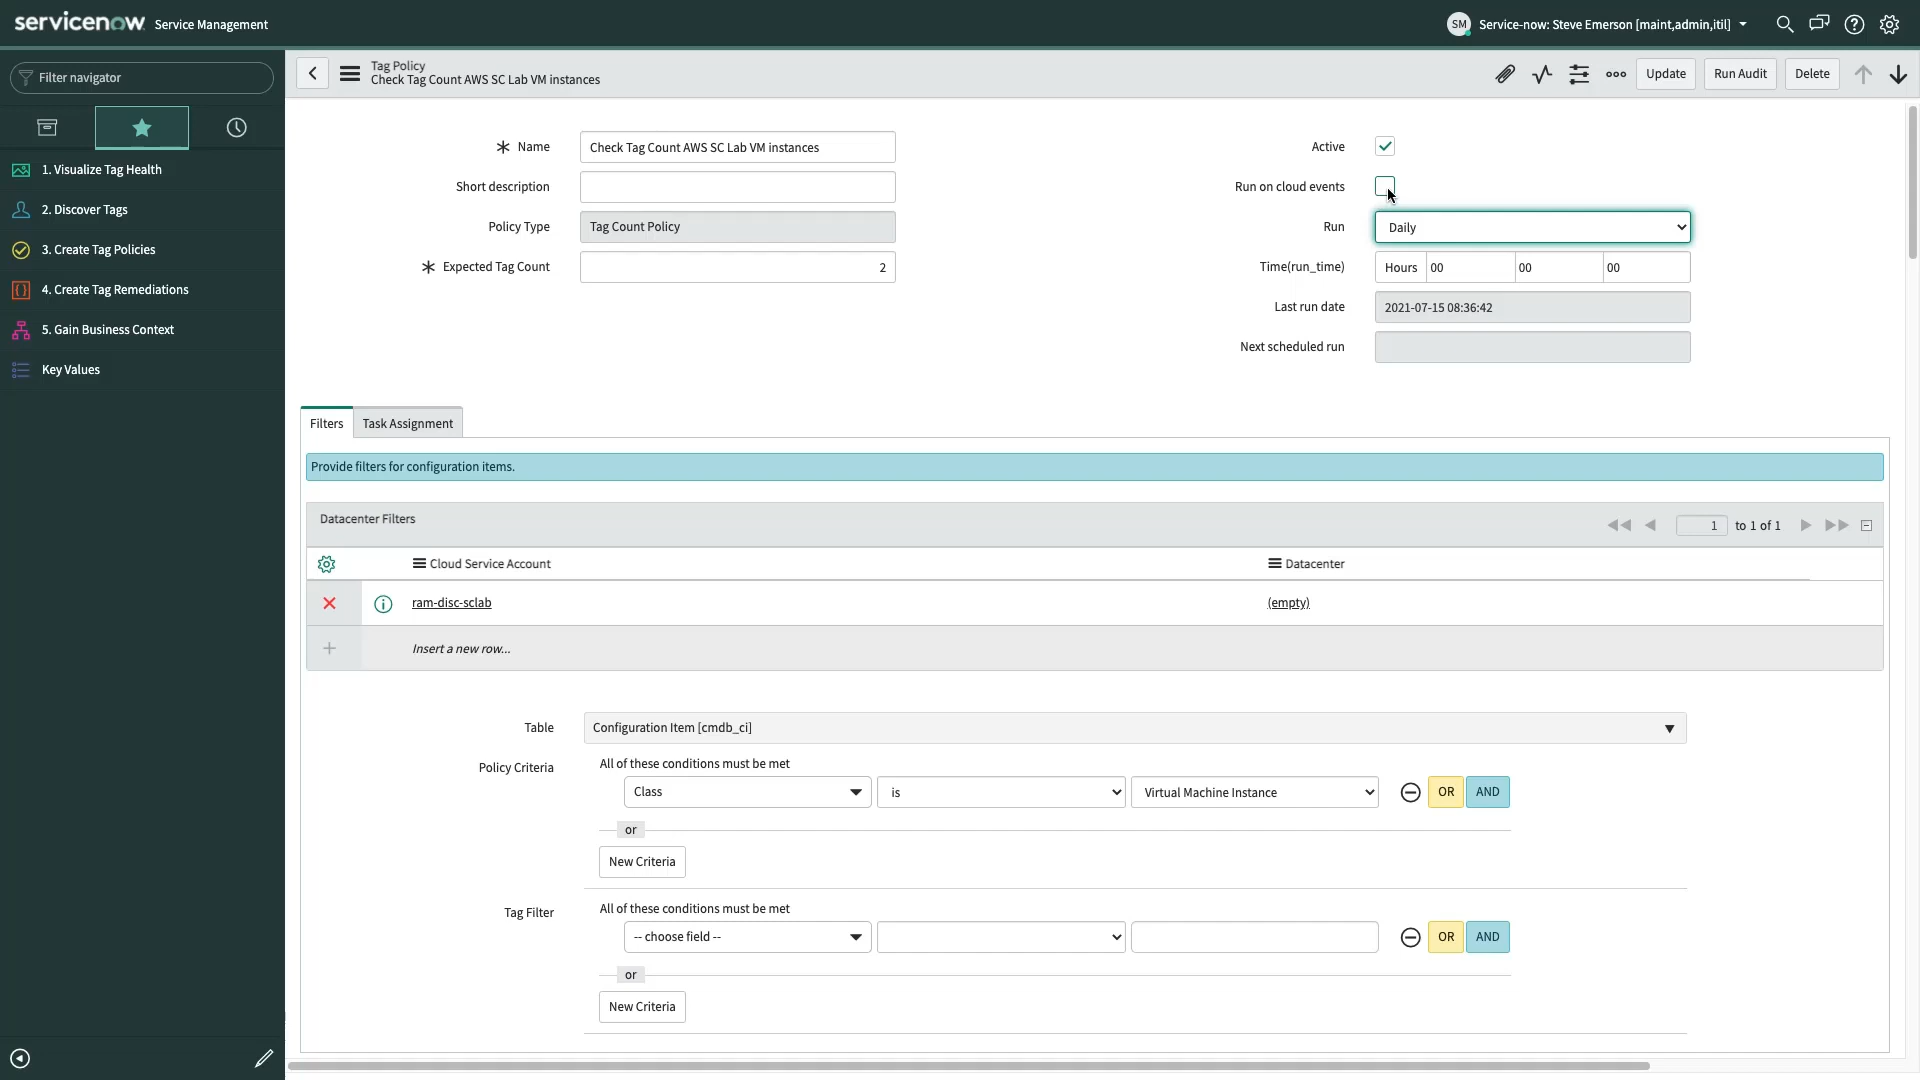 servicenow Service Management
SM Service-now: Steve Emerson [maint,admin,itil]
Filter navigator
Tag Policy
Check Tag Count AWS SC Lab VM instances
Update Run Audit Delete
1. Visualize Tag Health
2. Discover Tags
3. Create Tag Policies
4. Create Tag Remediations
5. Gain Business Context
Key Values
Name Check Tag Count AWS SC Lab VM instances
Short description
Policy Type Tag Count Policy
Expected Tag Count 2
Active
Run on cloud events
Run Daily
Time(run_time) Hours 00 00 00
Last run date 2021-07-15 08:36:42
Next scheduled run
Filters Task Assignment
Provide filters for configuration items.
Datacenter Filters 1 to 1 of 1
Cloud Service Account Datacenter
ram-disc-sclab (empty)
Insert a new row...
Table Configuration Item [cmdb_ci]
Policy Criteria All of these conditions must be met
Class is Virtual Machine Instance OR AND
or
New Criteria
Tag Filter All of these conditions must be met
-- choose field -- OR AND
or
New Criteria